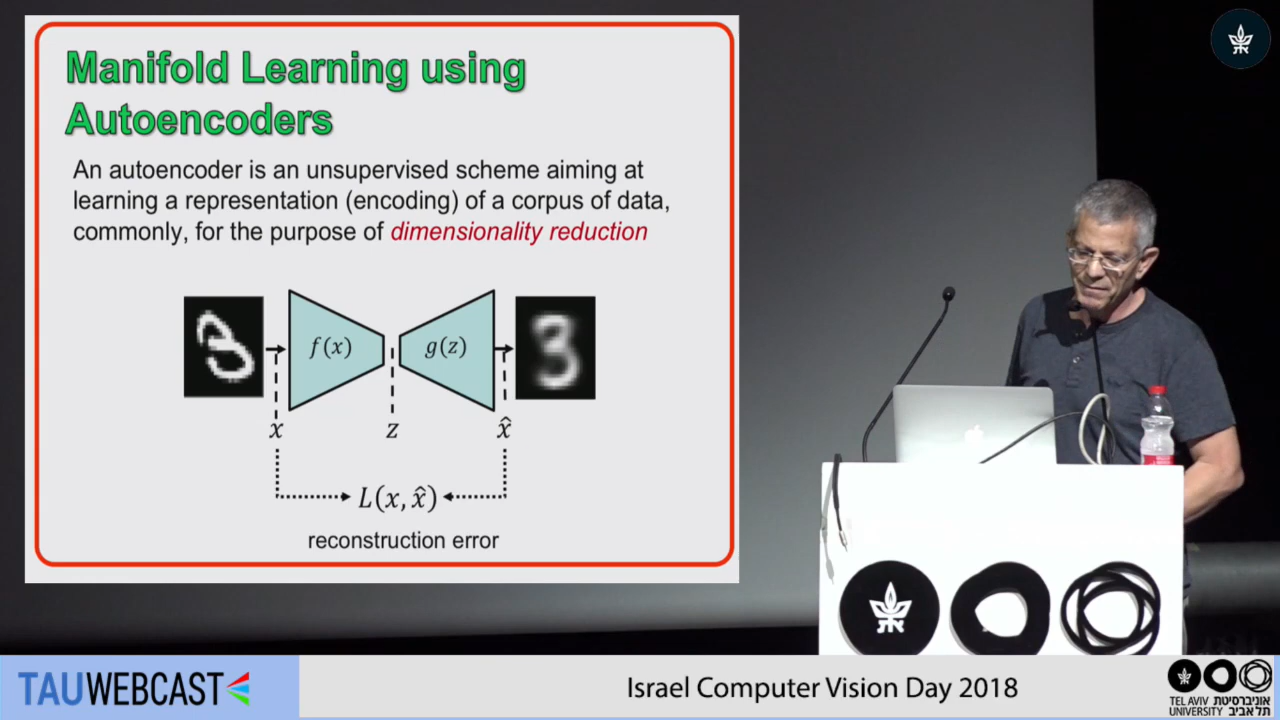 Manifold Learning using
Autoencoders
An autoencoder is an unsupervised scheme aiming at
learning a representation (encoding) of a corpus of data,
commonly, for the purpose of dimensionality reduction
f(x) g(z)
x z x̂
L(x, x̂)
reconstruction error
TAUWEBCAST
Israel Computer Vision Day 2018
TEL AVIV אוניברסיטת
UNIVERSITY תל אביב